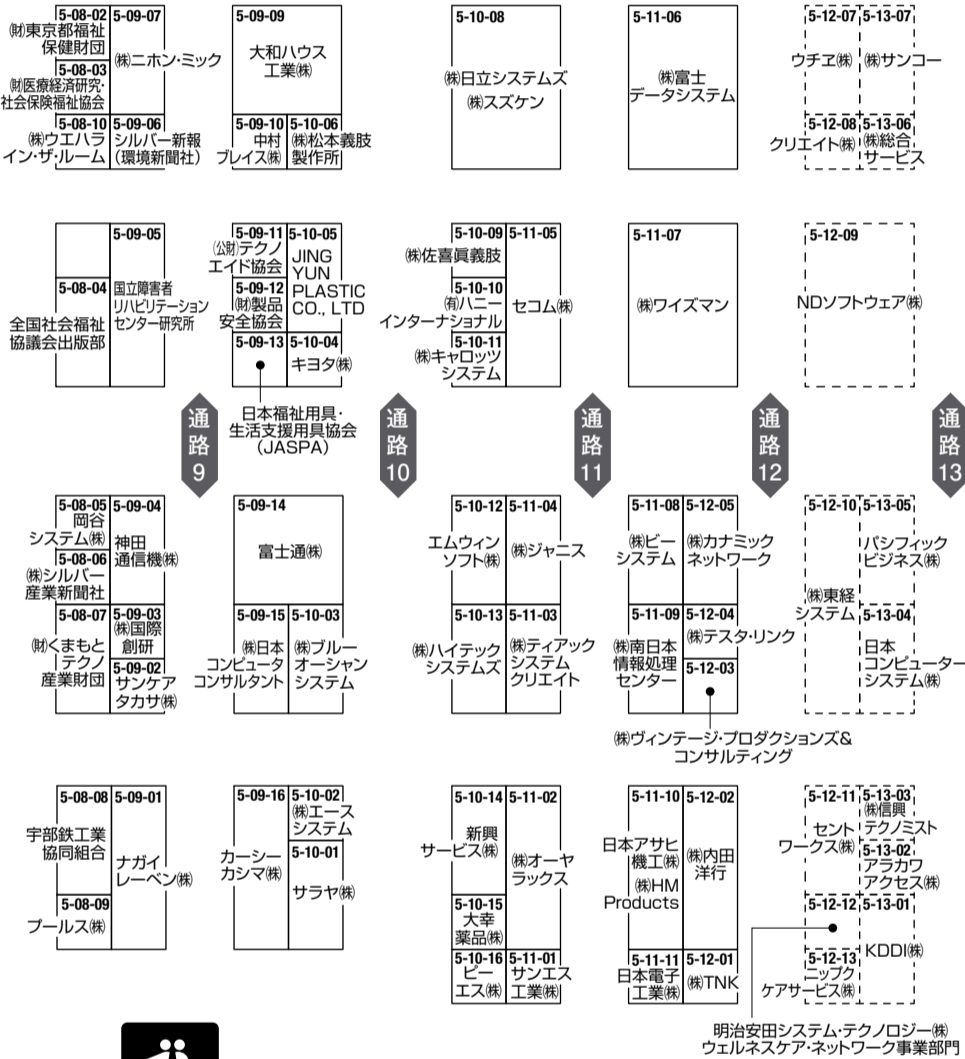 5-08-02
㈶東京都福祉
保健財団
5-08-03
㈶医療経済研究・
社会保険福祉協会
5-08-10
㈱ウエハラ
イン・ザ・ルーム
5-09-07
㈱ニホン・ミック
5-09-06
シルバー新報
(環境新聞社)
5-09-09
大和ハウス
工業㈱
5-09-10
中村
ブレイス㈱
5-10-06
㈱松本義肢
製作所
5-10-08
㈱日立システムズ
㈱スズケン
5-11-06
㈱富士
データシステム
5-12-07
ウチヱ㈱
5-13-07
㈱サンコー
5-12-08
クリエイト㈱
5-13-06
㈱総合
サービス
5-08-04
全国社会福祉
協議会出版部
5-09-05
国立障害者
リハビリテーション
センター研究所
5-09-11
(公財)テクノ
エイド協会
5-09-12
㈶製品
安全協会
5-09-13
日本福祉用具・
生活支援用具協会
(JASPA)
5-10-05
JING
YUN
PLASTIC
CO., LTD
5-10-04
キヨタ㈱
5-10-09
㈱佐喜眞義肢
5-10-10
㈲ハニー
インターナショナル
5-10-11
㈱キャロッツ
システム
5-11-05
セコム㈱
5-11-07
㈱ワイズマン
5-12-09
NDソフトウェア㈱
通路9
通路10
通路11
通路12
通路13
5-08-05
岡谷
システム㈱
5-08-06
㈱シルバー
産業新聞社
5-08-07
㈶くまもと
テクノ
産業財団
5-09-04
神田
通信機㈱
5-09-03
㈱国際
創研
5-09-02
サンケア
タカサ㈱
5-09-14
富士通㈱
5-09-15
㈱日本
コンピュータ
コンサルタント
5-10-03
㈱ブルー
オーシャン
システム
5-10-12
エムウィン
ソフト㈱
5-11-04
㈱ジャニス
5-10-13
㈱ハイテック
システムズ
5-11-03
㈱ティアック
システム
クリエイト
5-11-08
㈱ビー
システム
5-12-05
㈱カナミック
ネットワーク
5-11-09
㈱南日本
情報処理
センター
5-12-04
㈱テスタ・リンク
5-12-03
㈱ヴィンテージ・プロダクションズ&
コンサルティング
5-12-10
㈱東経
システム
5-13-05
パシフィック
ビジネス㈱
5-13-04
日本
コンピューター
システム㈱
5-08-08
宇部鉄工業
協同組合
5-08-09
プールス㈱
5-09-01
ナガイ
レーベン㈱
5-09-16
カーシー
カシマ㈱
5-10-02
㈱エース
システム
5-10-01
サラヤ㈱
5-10-14
新興
サービス㈱
5-10-15
大幸
薬品㈱
5-10-16
ピー
エス㈱
5-11-02
㈱オーヤ
ラックス
5-11-01
サンエス
工業㈱
5-11-10
日本アサヒ
機工㈱
㈱HM
Products
5-11-11
日本電子
工業㈱
5-12-02
㈱内田
洋行
5-12-01
㈱TNK
5-12-11
セント
ワークス㈱
5-12-12
5-12-13
ニップク
ケアサービス㈱
5-13-03
㈱信興
テクノミスト
5-13-02
アラカワ
アクセス㈱
5-13-01
KDDI㈱
明治安田システム・テクノロジー㈱
ウェルネスケア・ネットワーク事業部門